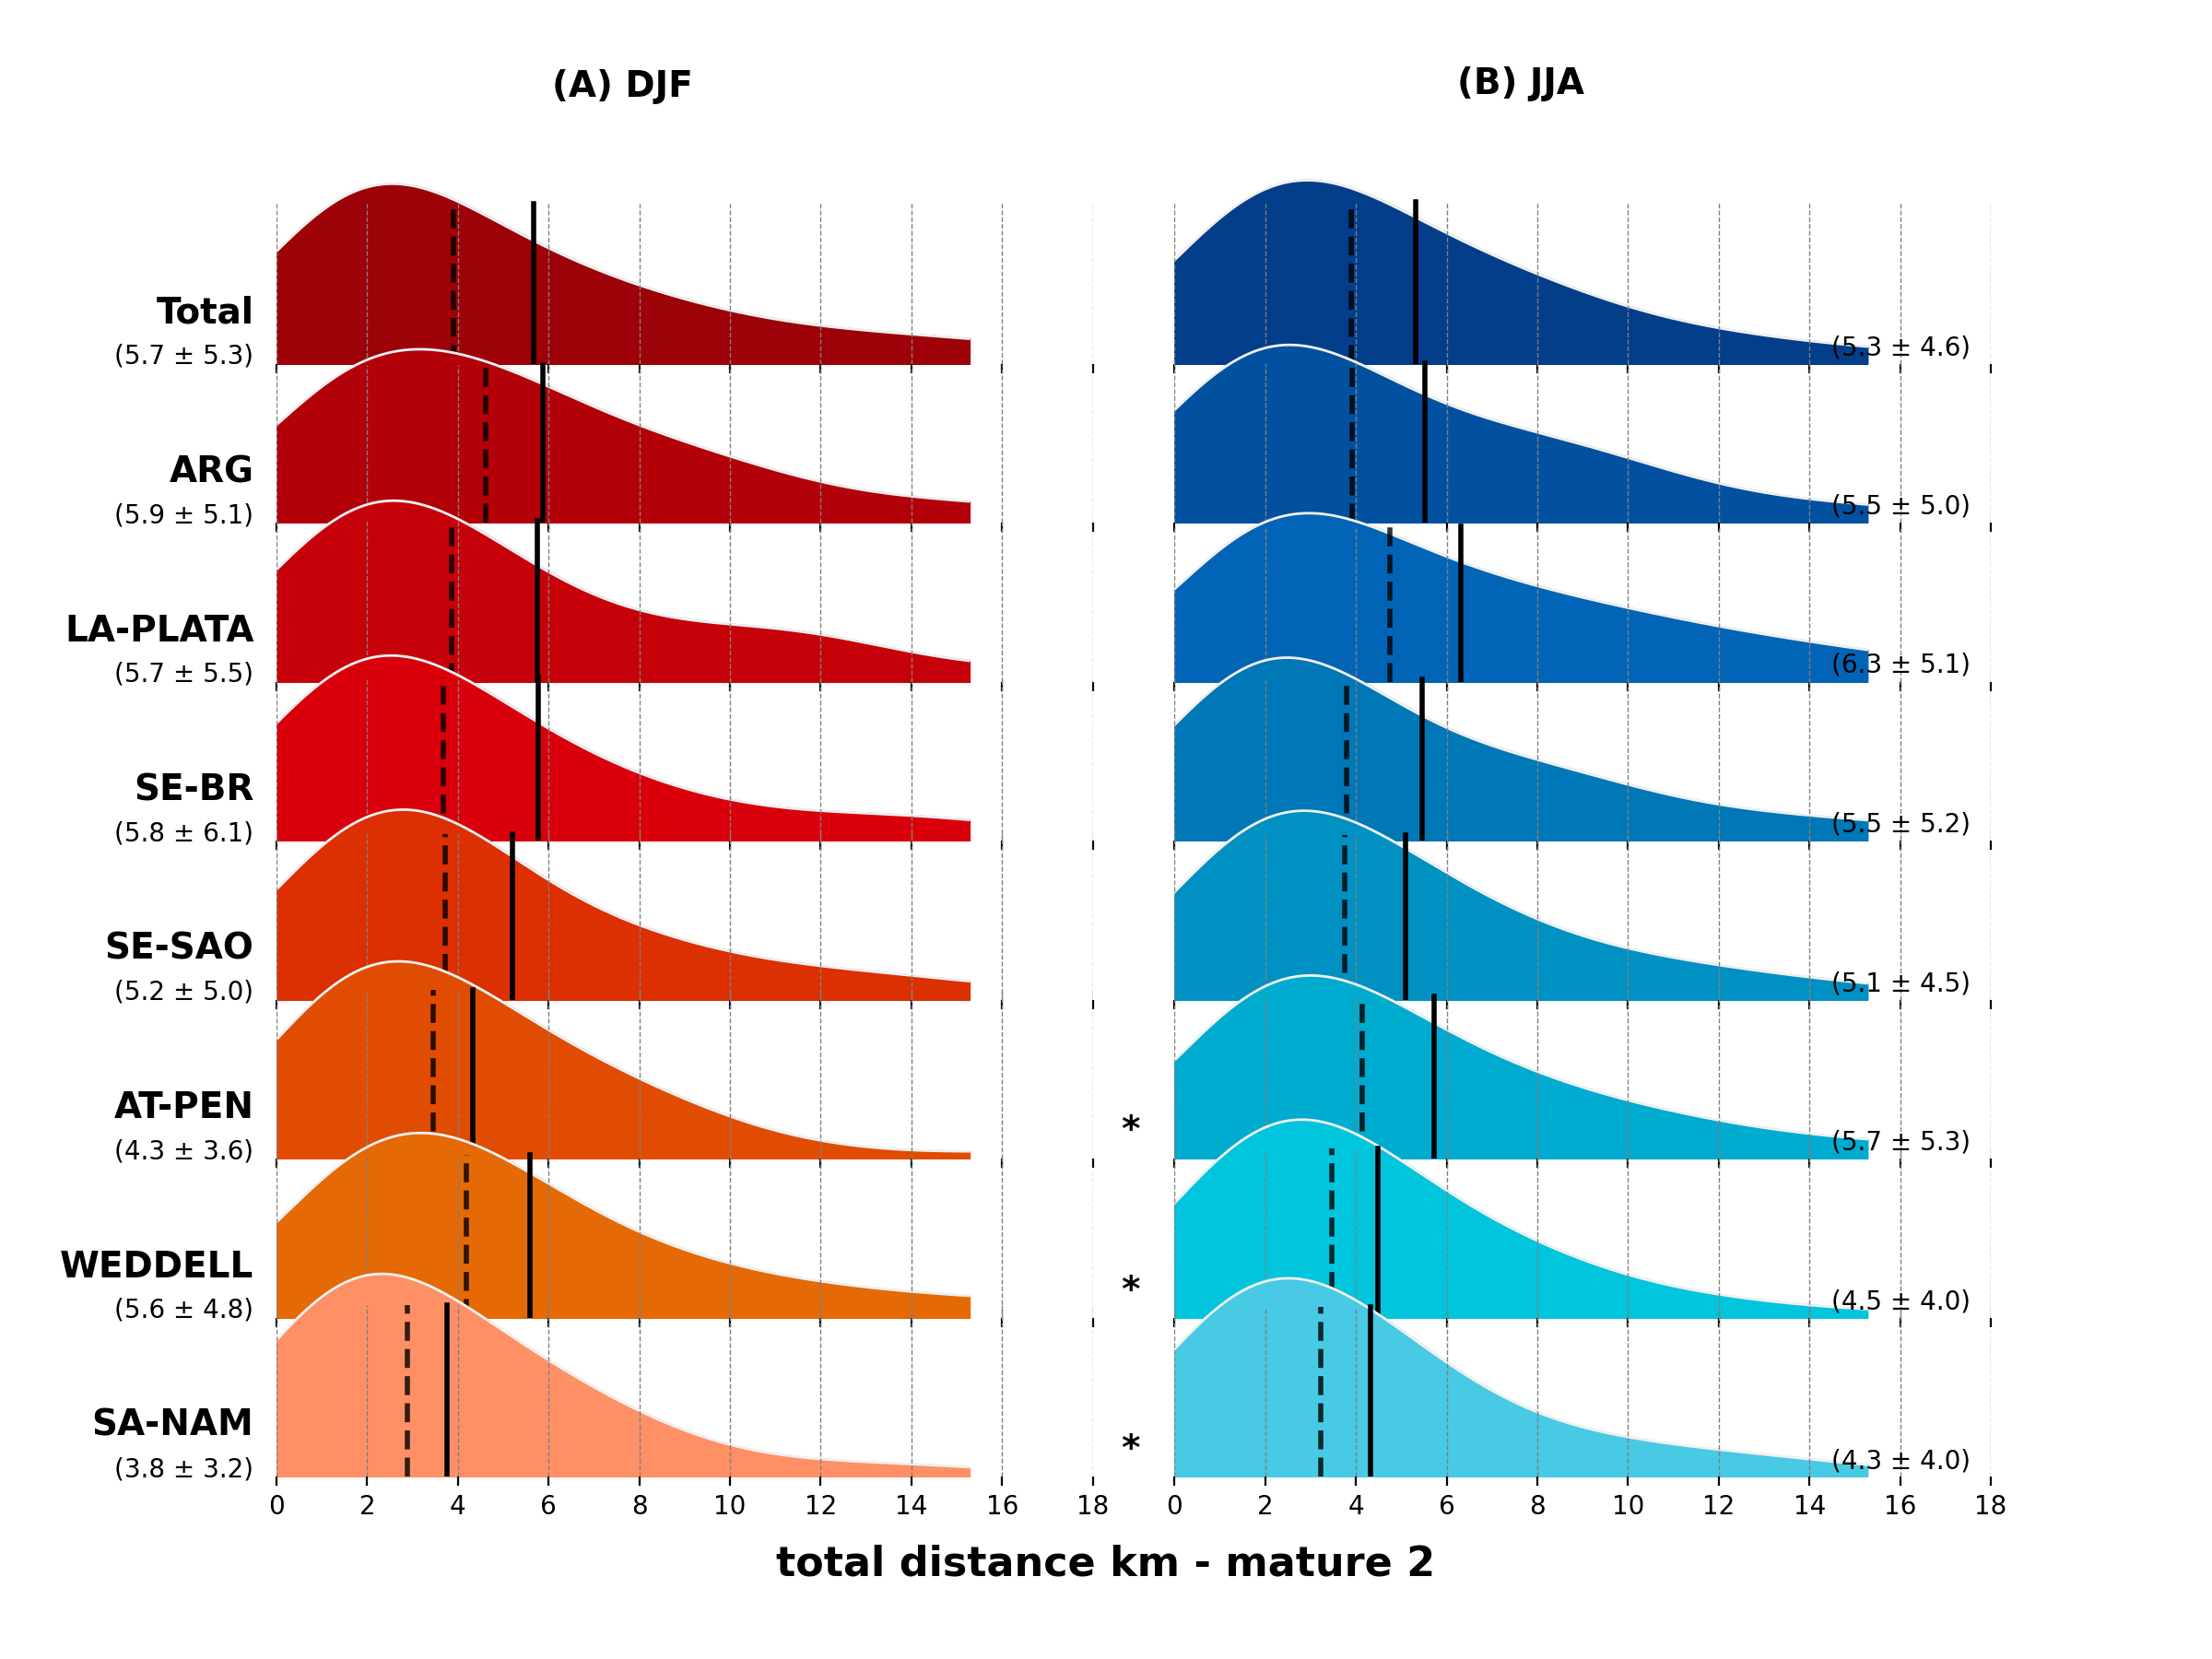 (A) DJF
(B) JJA
Total
(5.7 ± 5.3)
(5.3 ± 4.6)
ARG
(5.9 ± 5.1)
(5.5 ± 5.0)
LA-PLATA
(5.7 ± 5.5)
(6.3 ± 5.1)
SE-BR
(5.8 ± 6.1)
(5.5 ± 5.2)
SE-SAO
(5.2 ± 5.0)
(5.1 ± 4.5)
AT-PEN
(4.3 ± 3.6)
*
(5.7 ± 5.3)
WEDDELL
(5.6 ± 4.8)
*
(4.5 ± 4.0)
SA-NAM
(3.8 ± 3.2)
*
(4.3 ± 4.0)
0 2 4 6 8 10 12 14 16 18
0 2 4 6 8 10 12 14 16 18
total distance km - mature 2